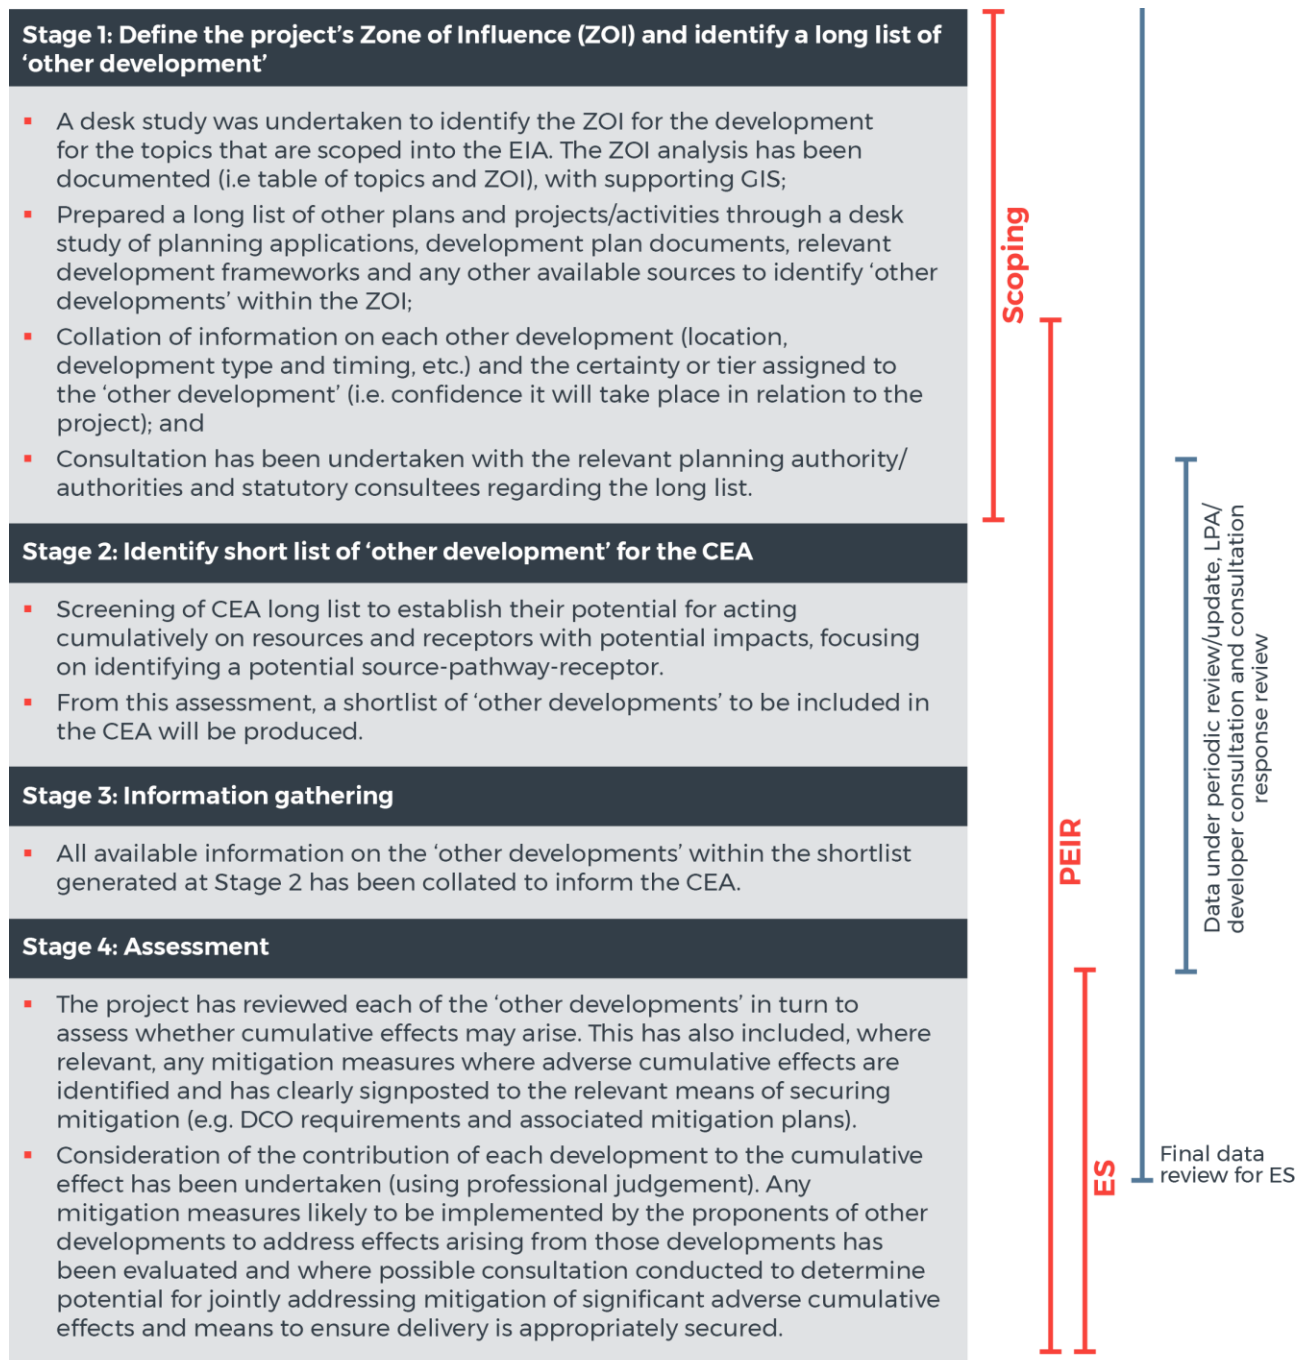 Stage 1: Define the project’s Zone of Influence (ZOI) and identify a long list of
‘other development’
▪ A desk study was undertaken to identify the ZOI for the development
for the topics that are scoped into the EIA. The ZOI analysis has been
documented (i.e table of topics and ZOI), with supporting GIS;
▪ Prepared a long list of other plans and projects/activities through a desk
study of planning applications, development plan documents, relevant
development frameworks and any other available sources to identify ‘other
developments’ within the ZOI;
▪ Collation of information on each other development (location,
development type and timing, etc.) and the certainty or tier assigned to
the ‘other development’ (i.e. confidence it will take place in relation to the
project); and
▪ Consultation has been undertaken with the relevant planning authority/
authorities and statutory consultees regarding the long list.
Stage 2: Identify short list of ‘other development’ for the CEA
▪ Screening of CEA long list to establish their potential for acting
cumulatively on resources and receptors with potential impacts, focusing
on identifying a potential source-pathway-receptor.
▪ From this assessment, a shortlist of ‘other developments’ to be included in
the CEA will be produced.
Stage 3: Information gathering
▪ All available information on the ‘other developments’ within the shortlist
generated at Stage 2 has been collated to inform the CEA.
Stage 4: Assessment
▪ The project has reviewed each of the ‘other developments’ in turn to
assess whether cumulative effects may arise. This has also included, where
relevant, any mitigation measures where adverse cumulative effects are
identified and has clearly signposted to the relevant means of securing
mitigation (e.g. DCO requirements and associated mitigation plans).
▪ Consideration of the contribution of each development to the cumulative
effect has been undertaken (using professional judgement). Any
mitigation measures likely to be implemented by the proponents of other
developments to address effects arising from those developments has
been evaluated and where possible consultation conducted to determine
potential for jointly addressing mitigation of significant adverse cumulative
effects and means to ensure delivery is appropriately secured.
Scoping
PEIR
ES
Data under periodic review/update, LPA/
developer consultation and consultation
response review
Final data
review for ES